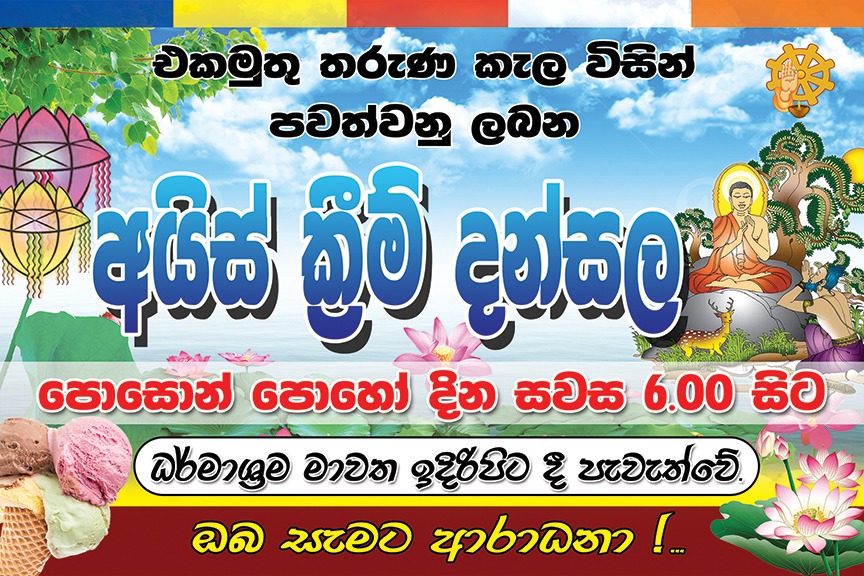 එකමුතු තරුණ කැල විසින්
පවත්වනු ලබන
අයිස් ක්‍රීම් දන්සල
පොසොන් පොහෝ දින සවස 6.00 සිට
ධර්මාශ්‍රම මාවත ඉදිරිපිට දී පැවැත්වේ.
ඔබ සැමට ආරාධනා !...